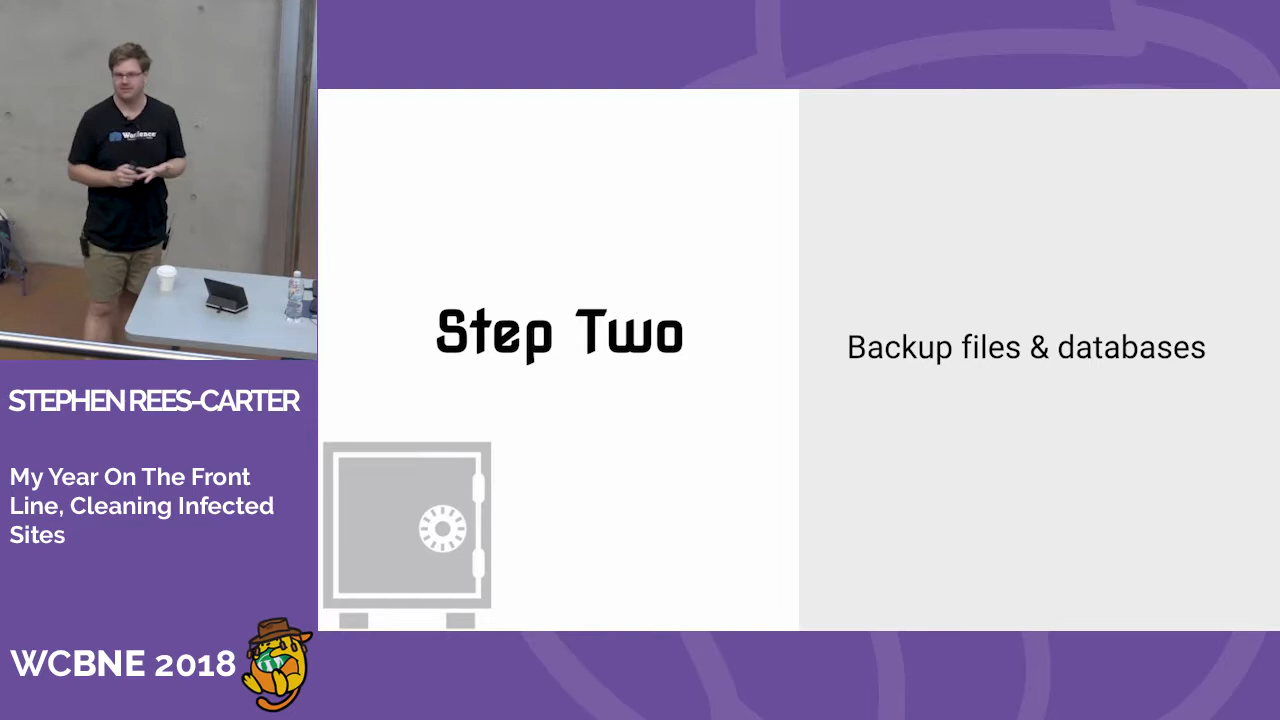 Wordfence
STEPHEN REES-CARTER
My Year On The Front
Line, Cleaning Infected
Sites
WCBNE 2018
Step Two
Backup files & databases